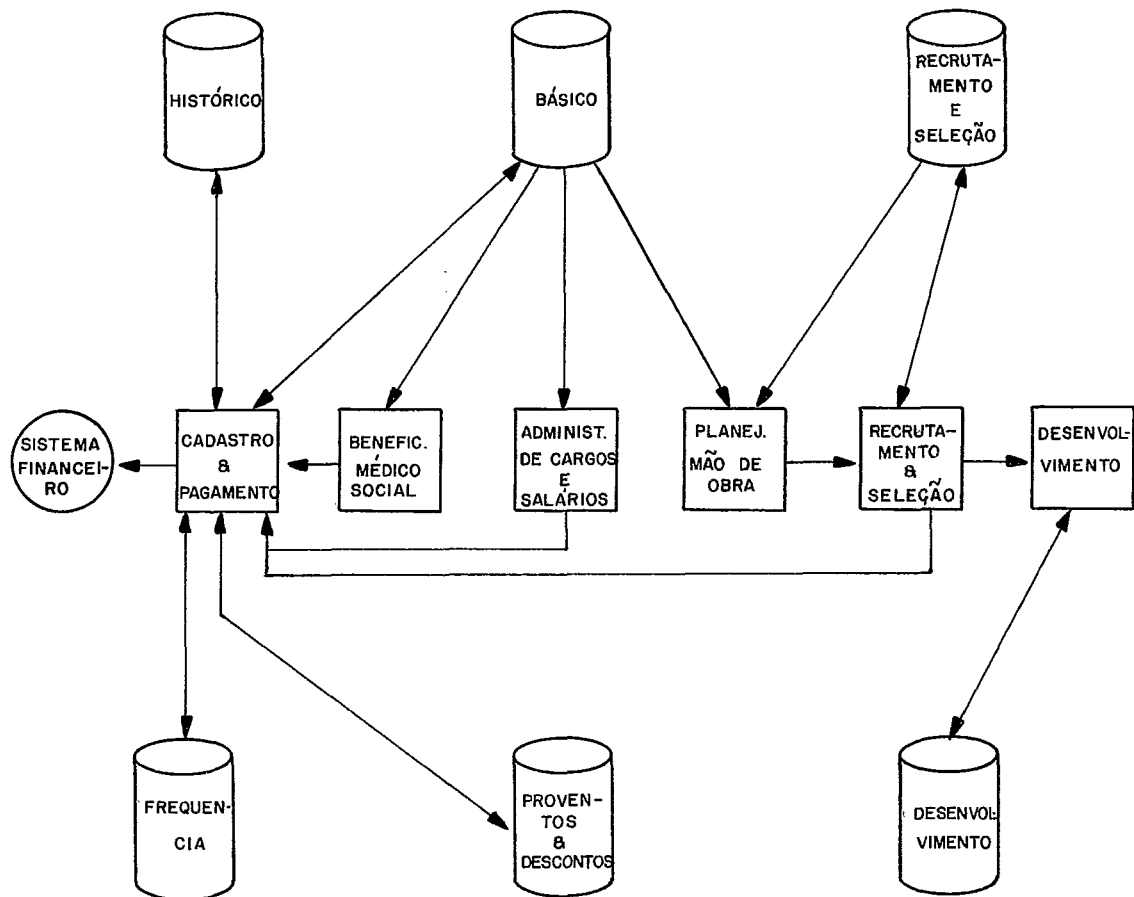 HISTÓRICO
BÁSICO
RECRUTA-
MENTO
E
SELEÇÃO
SISTEMA
FINANCEI-
RO
CADASTRO
&
PAGAMENTO
BENEFIC.
MÉDICO
SOCIAL
ADMINIST.
DE CARGOS
E
SALÁRIOS
PLANEJ.
MÃO DE
OBRA
RECRUTA-
MENTO
&
SELEÇÃO
DESENVOL-
VIMENTO
FREQUEN-
CIA
PROVEN-
TOS
&
DESCONTOS
DESENVOL-
VIMENTO